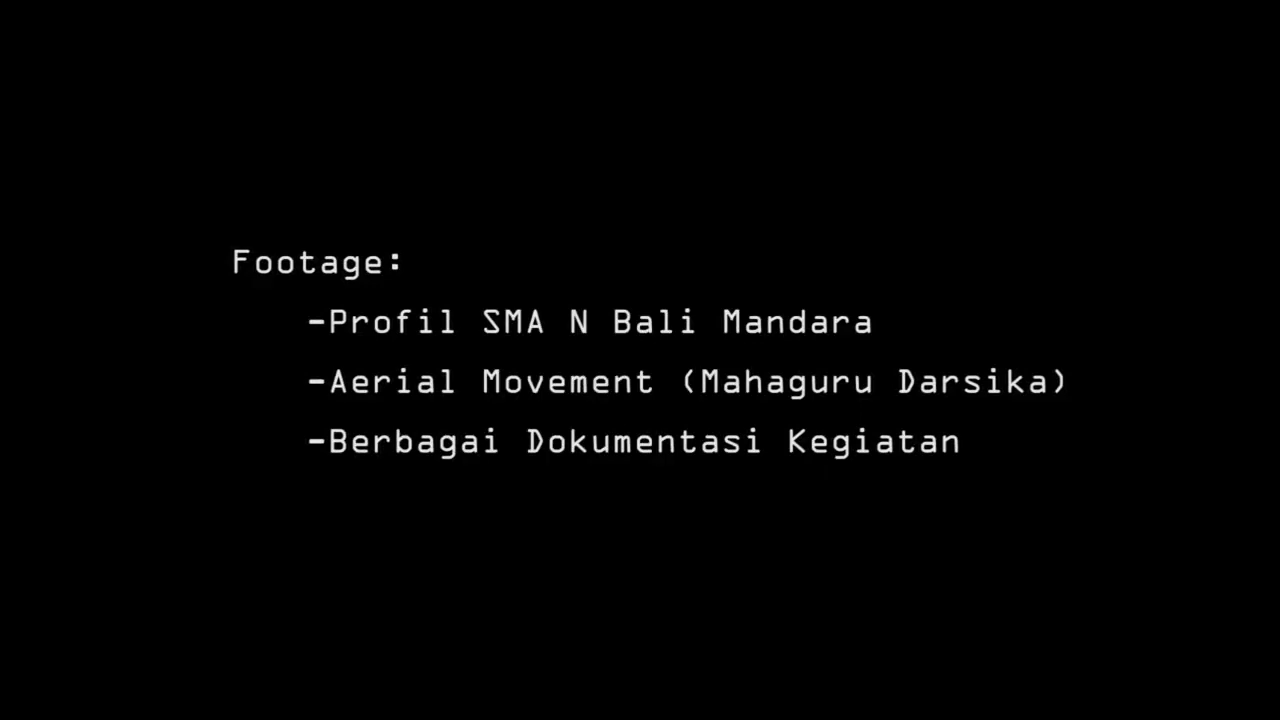 Footage:
-Profil SMA N Bali Mandara
-Aerial Movement (Mahaguru Darsika)
-Berbagai Dokumentasi Kegiatan